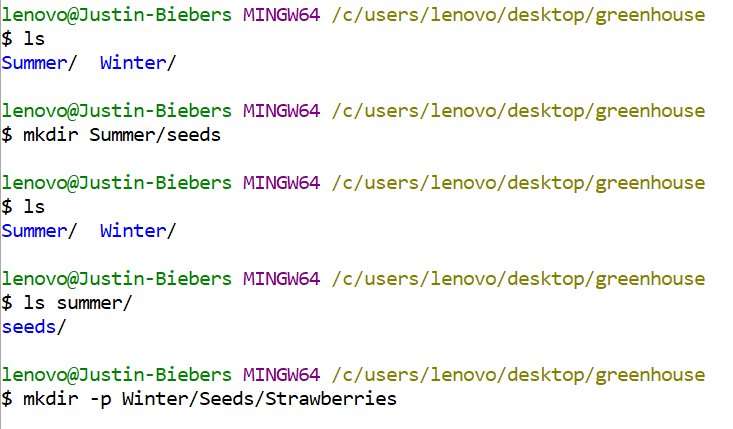 lenovo@Justin-Biebers MINGW64 /c/users/lenovo/desktop/greenhouse
$ ls
Summer/  Winter/
lenovo@Justin-Biebers MINGW64 /c/users/lenovo/desktop/greenhouse
$ mkdir Summer/seeds
lenovo@Justin-Biebers MINGW64 /c/users/lenovo/desktop/greenhouse
$ ls
Summer/  Winter/
lenovo@Justin-Biebers MINGW64 /c/users/lenovo/desktop/greenhouse
$ ls summer/
seeds/
lenovo@Justin-Biebers MINGW64 /c/users/lenovo/desktop/greenhouse
$ mkdir -p Winter/Seeds/Strawberries